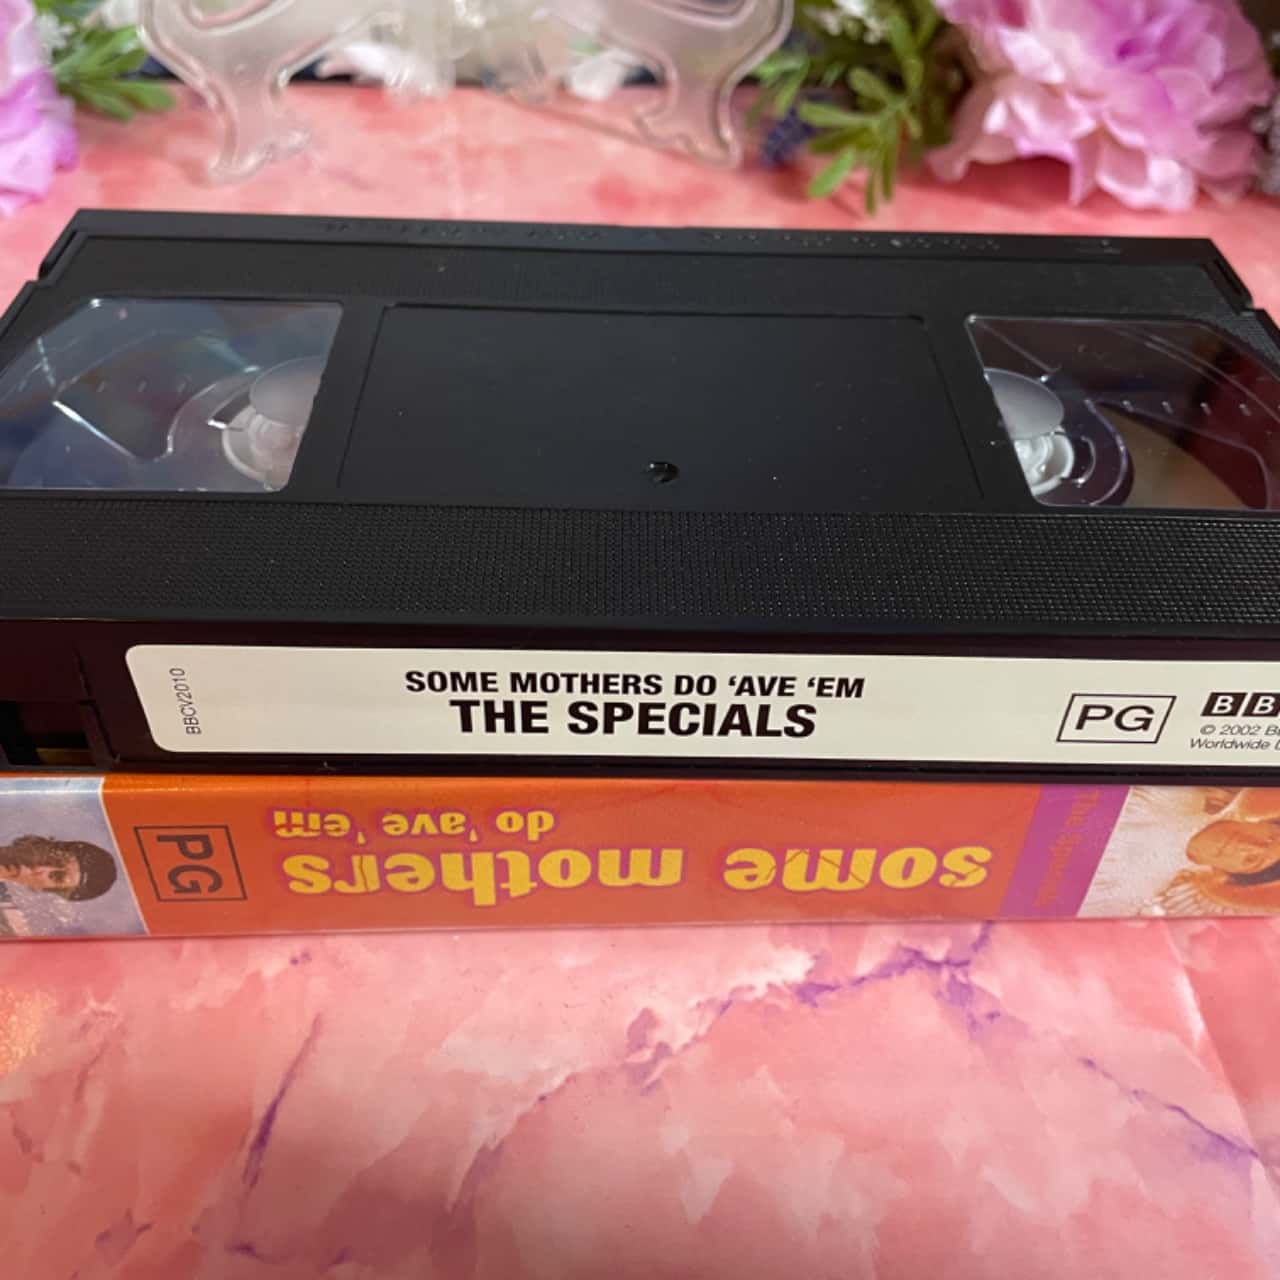 BBCV2010
SOME MOTHERS DO ‘AVE ‘EM
THE SPECIALS
PG
BB
© 2002 B
Worldwide
PG
some mothers
do 'ave 'em
The Specials